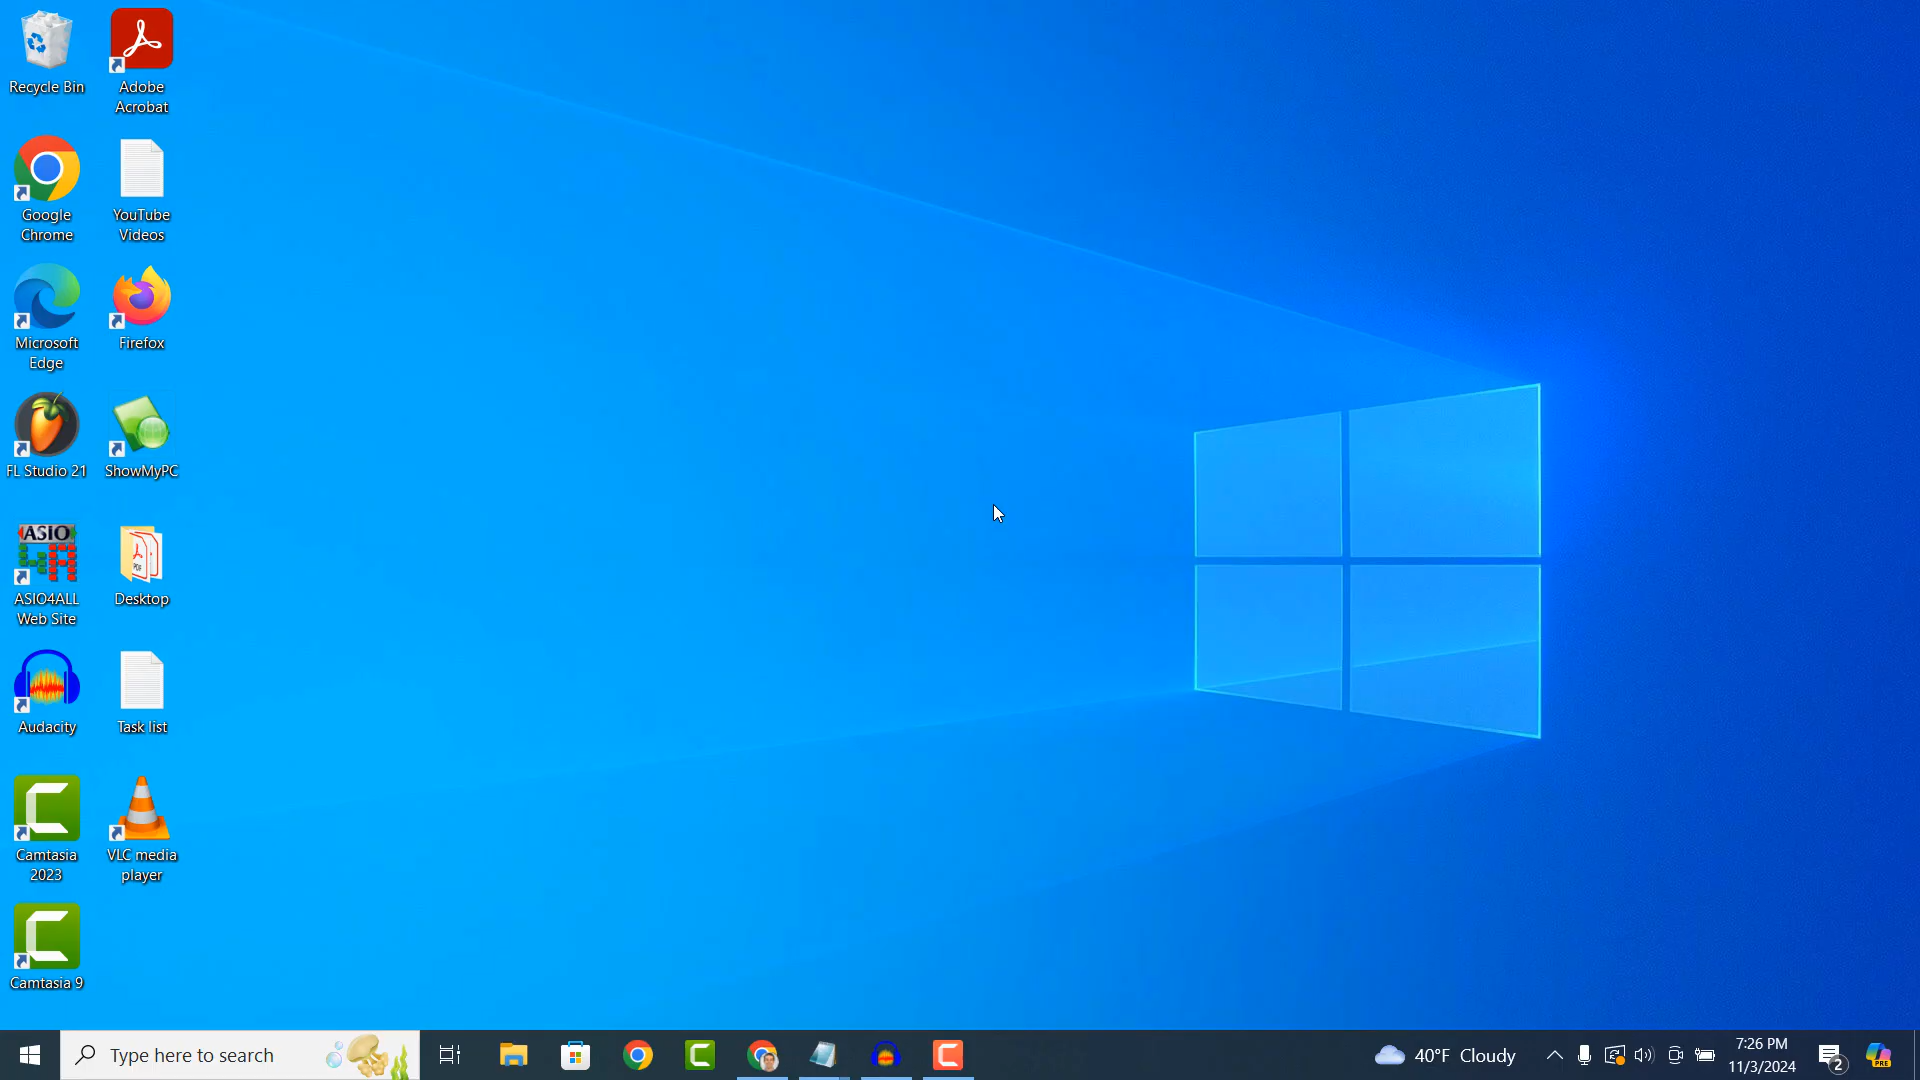 Recycle Bin
Adobe
Acrobat
Google
Chrome
YouTube
Videos
Microsoft
Edge
Firefox
FL Studio 21
ShowMyPC
ASIO
ASIO4ALL
Web Site
PDF
Desktop
Audacity
Task list
Camtasia
2023
VLC media
player
Camtasia 9
Type here to search
40°F Cloudy
7:26 PM
11/3/2024
2
PRE